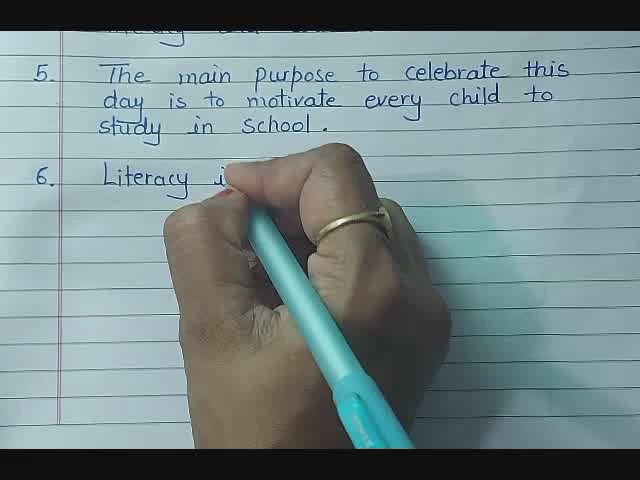 5. The main purpose to celebrate this
day is to motivate every child to
study in school.
6. Literacy i